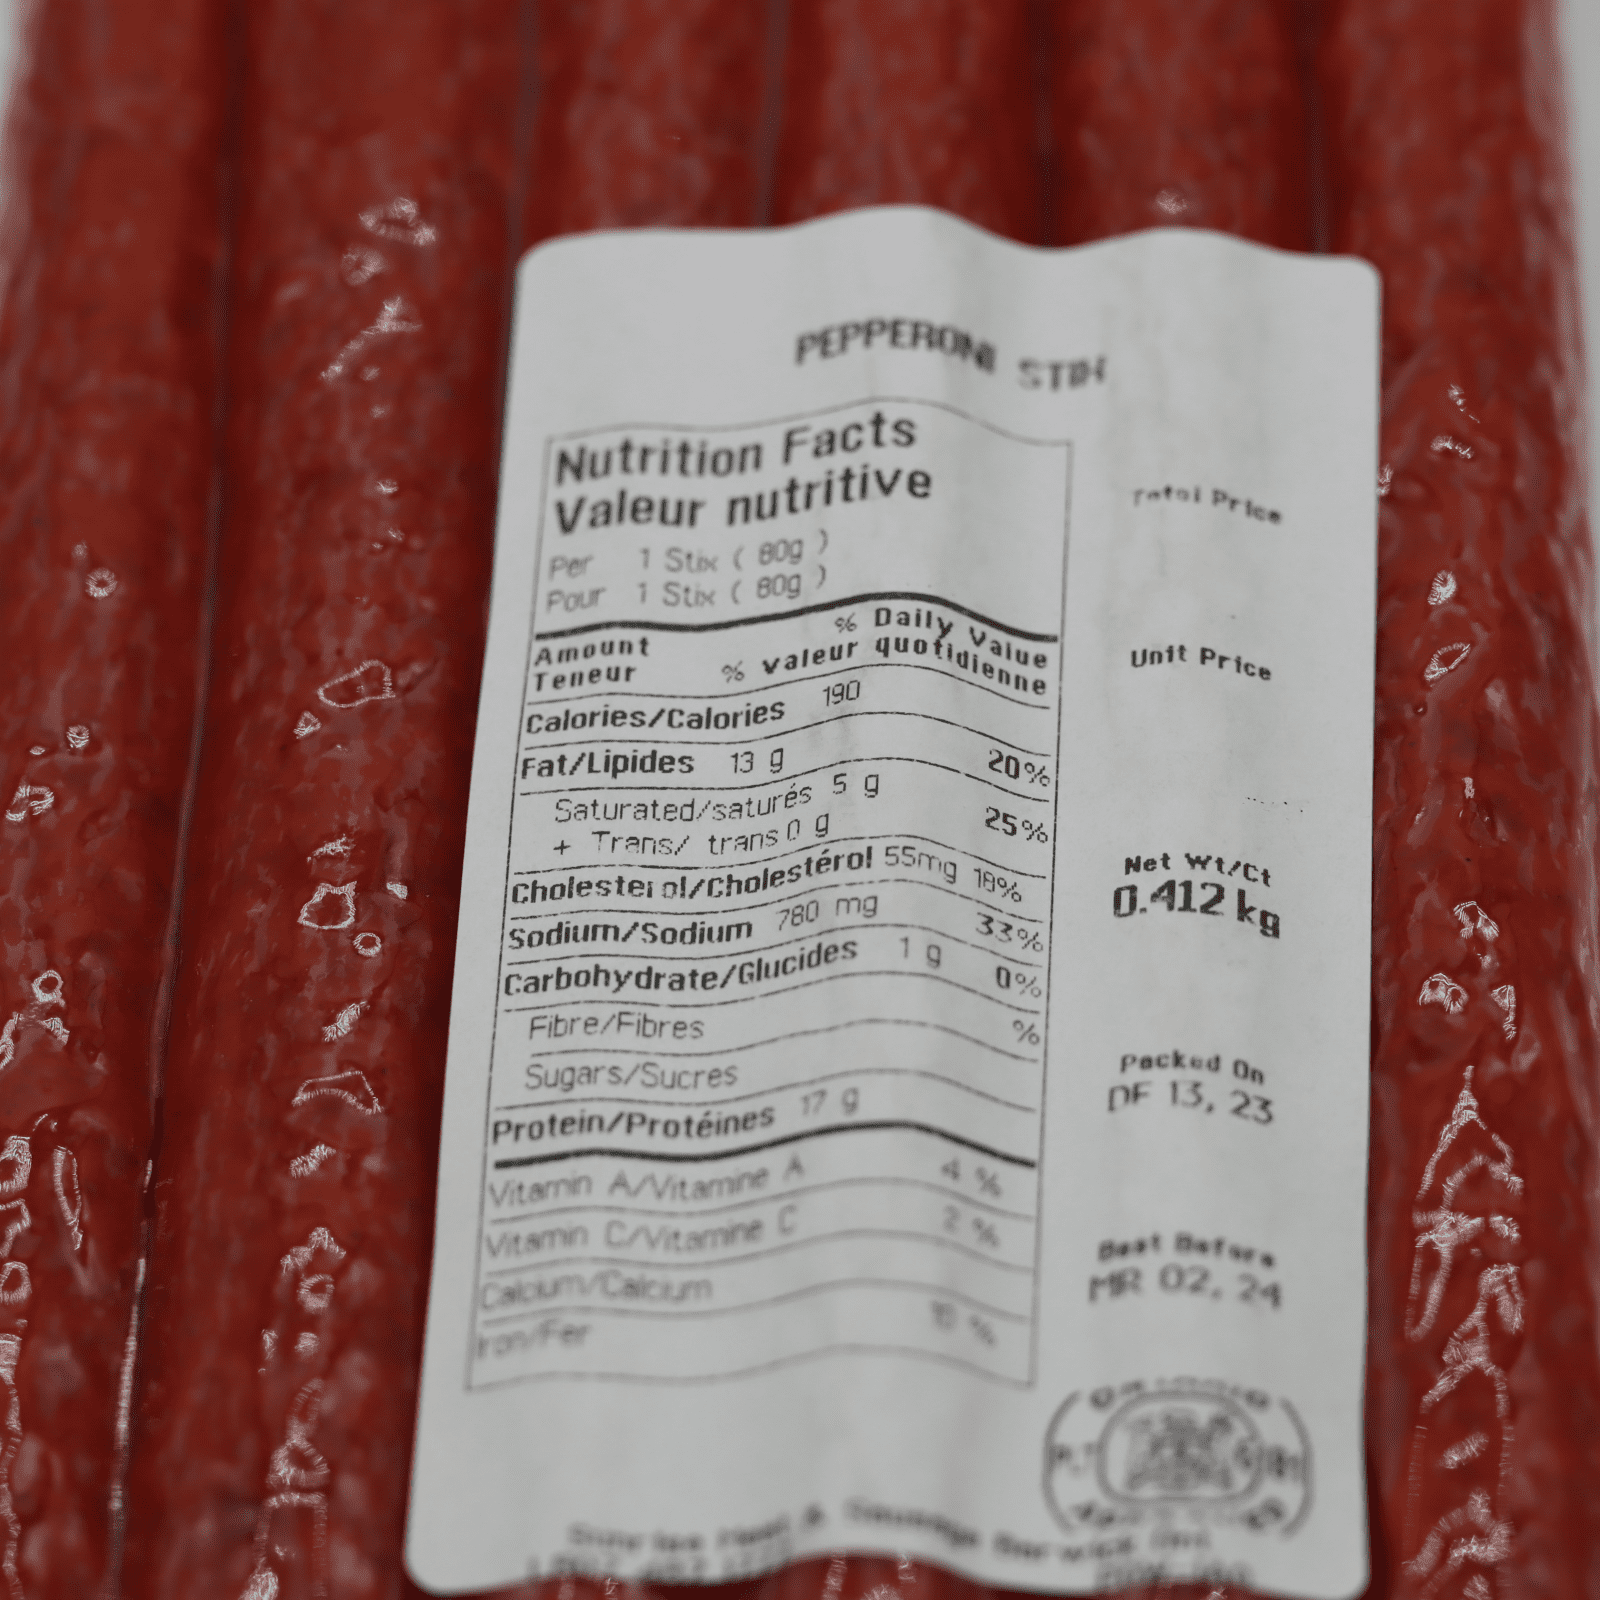 PEPPERONI STIX
Nutrition Facts
Valeur nutritive
Per 1 Stix ( 80g )
Pour 1 Stix ( 80g )
Amount % Daily Value
Teneur % valeur quotidienne
Calories/Calories 190
Fat/Lipides 13 g 20%
Saturated/saturés 5 g 25%
+ Trans/ trans 0 g
Cholesterol/Cholestérol 55mg 18%
Sodium/Sodium 780 mg 33%
Carbohydrate/Glucides 1 g 0%
Fibre/Fibres %
Sugars/Sucres
Protein/Protéines 17 g
Vitamin A/Vitamine A 4 %
Vitamin C/Vitamine C 2 %
Calcium/Calcium
Iron/Fer 10 %
Total Price
Unit Price
Net Wt/Ct
0.412 kg
Packed On
13, 23
Best Before
MR 02, 24
Meat & Sausage